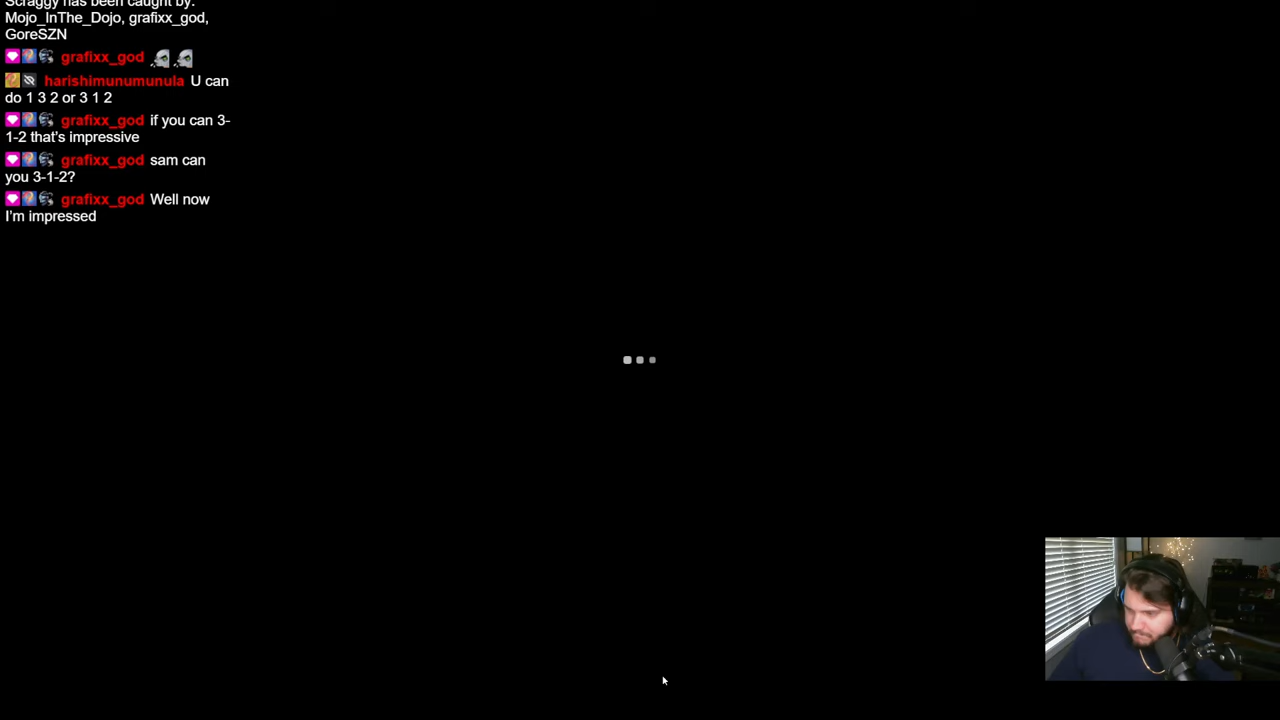 Scraggy has been caught by:
Mojo_InThe_Dojo, grafixx_god,
GoreSZN
grafixx_god
harishimunumunula U can
do 1 3 2 or 3 1 2
grafixx_god if you can 3-
1-2 that's impressive
grafixx_god sam can
you 3-1-2?
grafixx_god Well now
I'm impressed